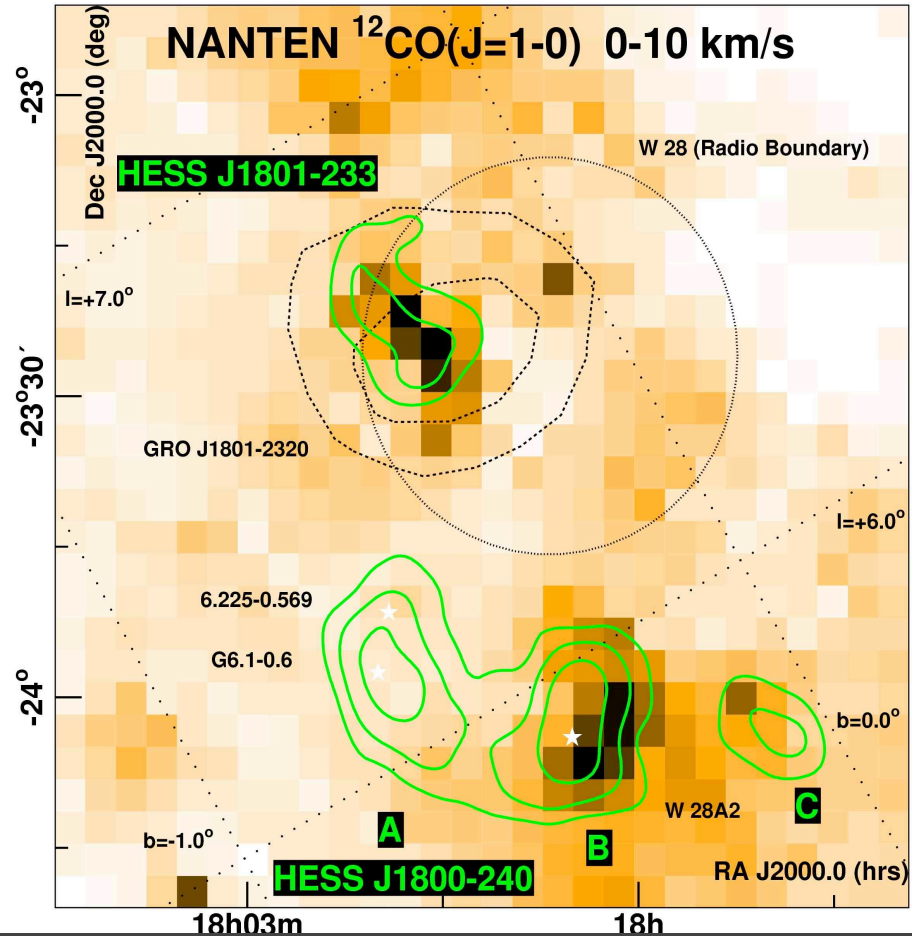 NANTEN ¹²CO(J=1-0) 0-10 km/s
Dec J2000.0 (deg)
-23°
W 28 (Radio Boundary)
HESS J1801-233
l=+7.0°
-23°30´
GRO J1801-2320
l=+6.0°
6.225-0.569
G6.1-0.6
-24°
b=0.0°
W 28A2
C
A
B
b=-1.0°
HESS J1800-240
RA J2000.0 (hrs)
18h03m
18h